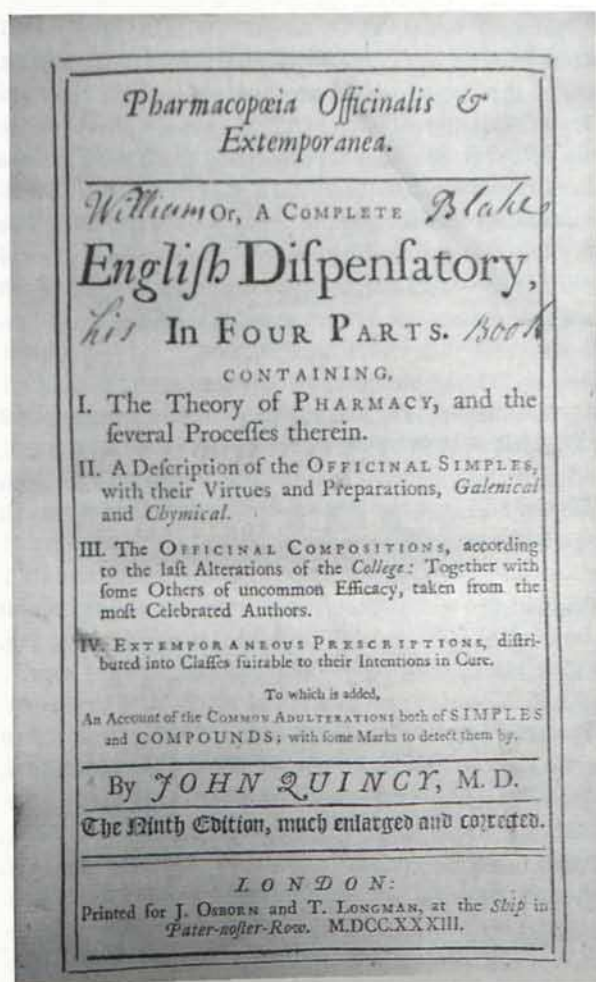 Pharmacopœia Officinalis &
Extemporanea.
William Or, A COMPLETE Blake
Engliſh Diſpenſatory,
his In FOUR PARTS. Book
CONTAINING,
I. The Theory of PHARMACY, and the
ſeveral Proceſſes therein.
II. A Deſcription of the OFFICINAL SIMPLES,
with their Virtues and Preparations, Galenical
and Chymical.
III. The OFFICINAL COMPOSITIONS, according
to the laſt Alterations of the College: Together with
ſome Others of uncommon Efficacy, taken from the
moſt Celebrated Authors.
IV. EXTEMPORANEOUS PRESCRIPTIONS, diſtri-
buted into Claſſes ſuitable to their Intentions in Cure.
To which is added,
An Account of the COMMON ADULTERATIONS both of SIMPLES
and COMPOUNDS; with ſome Marks to detect them by.
By JOHN QUINCY, M. D.
The Ninth Edition, much enlarged and corrected.
LONDON:
Printed for J. OSBORN and T. LONGMAN, at the Ship in
Pater-noſter-Row. M.DCC.XXXIII.